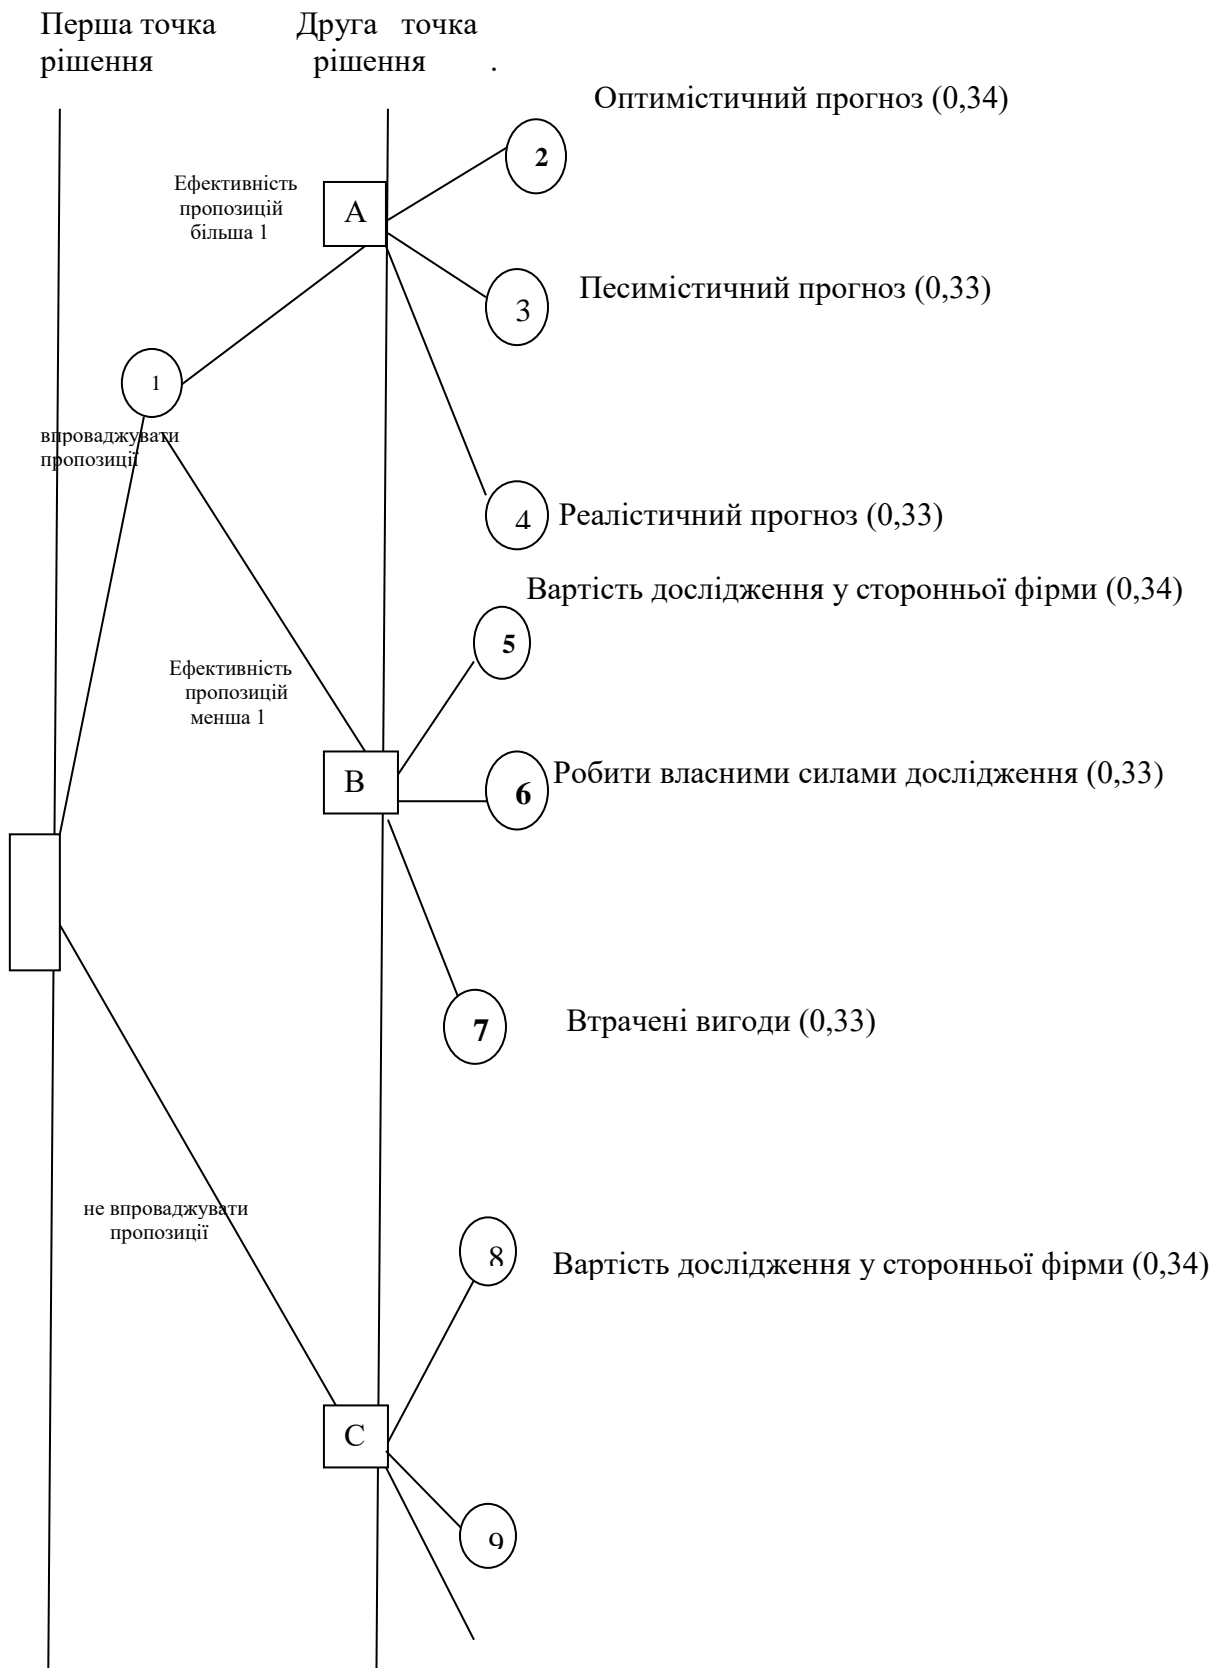 Перша точка
рішення
Друга точка
рішення .
Оптимістичний прогноз (0,34)
2
Ефективність
пропозицій
більша 1
А
Песимістичний прогноз (0,33)
3
1
впроваджувати
пропозиції
4
Реалістичний прогноз (0,33)
Вартість дослідження у сторонньої фірми (0,34)
5
Ефективність
пропозицій
менша 1
В
Робити власними силами дослідження (0,33)
6
7
Втрачені вигоди (0,33)
не впроваджувати
пропозиції
8
Вартість дослідження у сторонньої фірми (0,34)
С
9